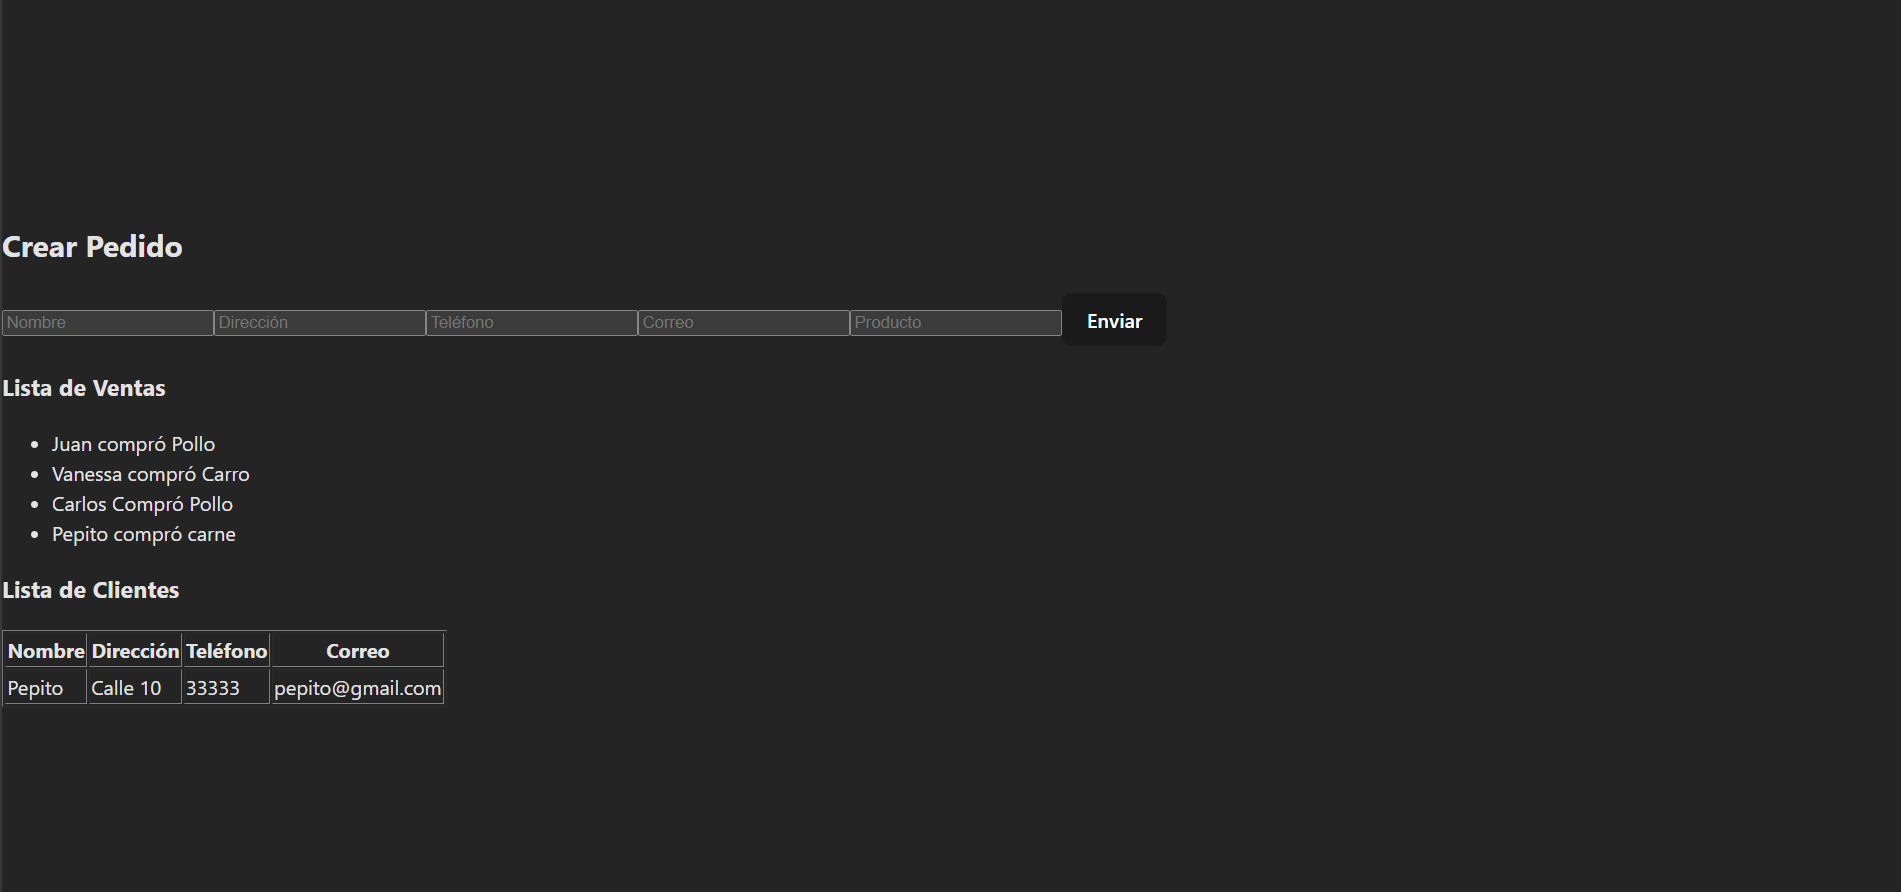 Crear Pedido
Nombre Dirección Teléfono Correo Producto Enviar
Lista de Ventas
Juan compró Pollo
Vanessa compró Carro
Carlos Compró Pollo
Pepito compró carne
Lista de Clientes
Nombre Dirección Teléfono Correo
Pepito Calle 10 33333 pepito@gmail.com